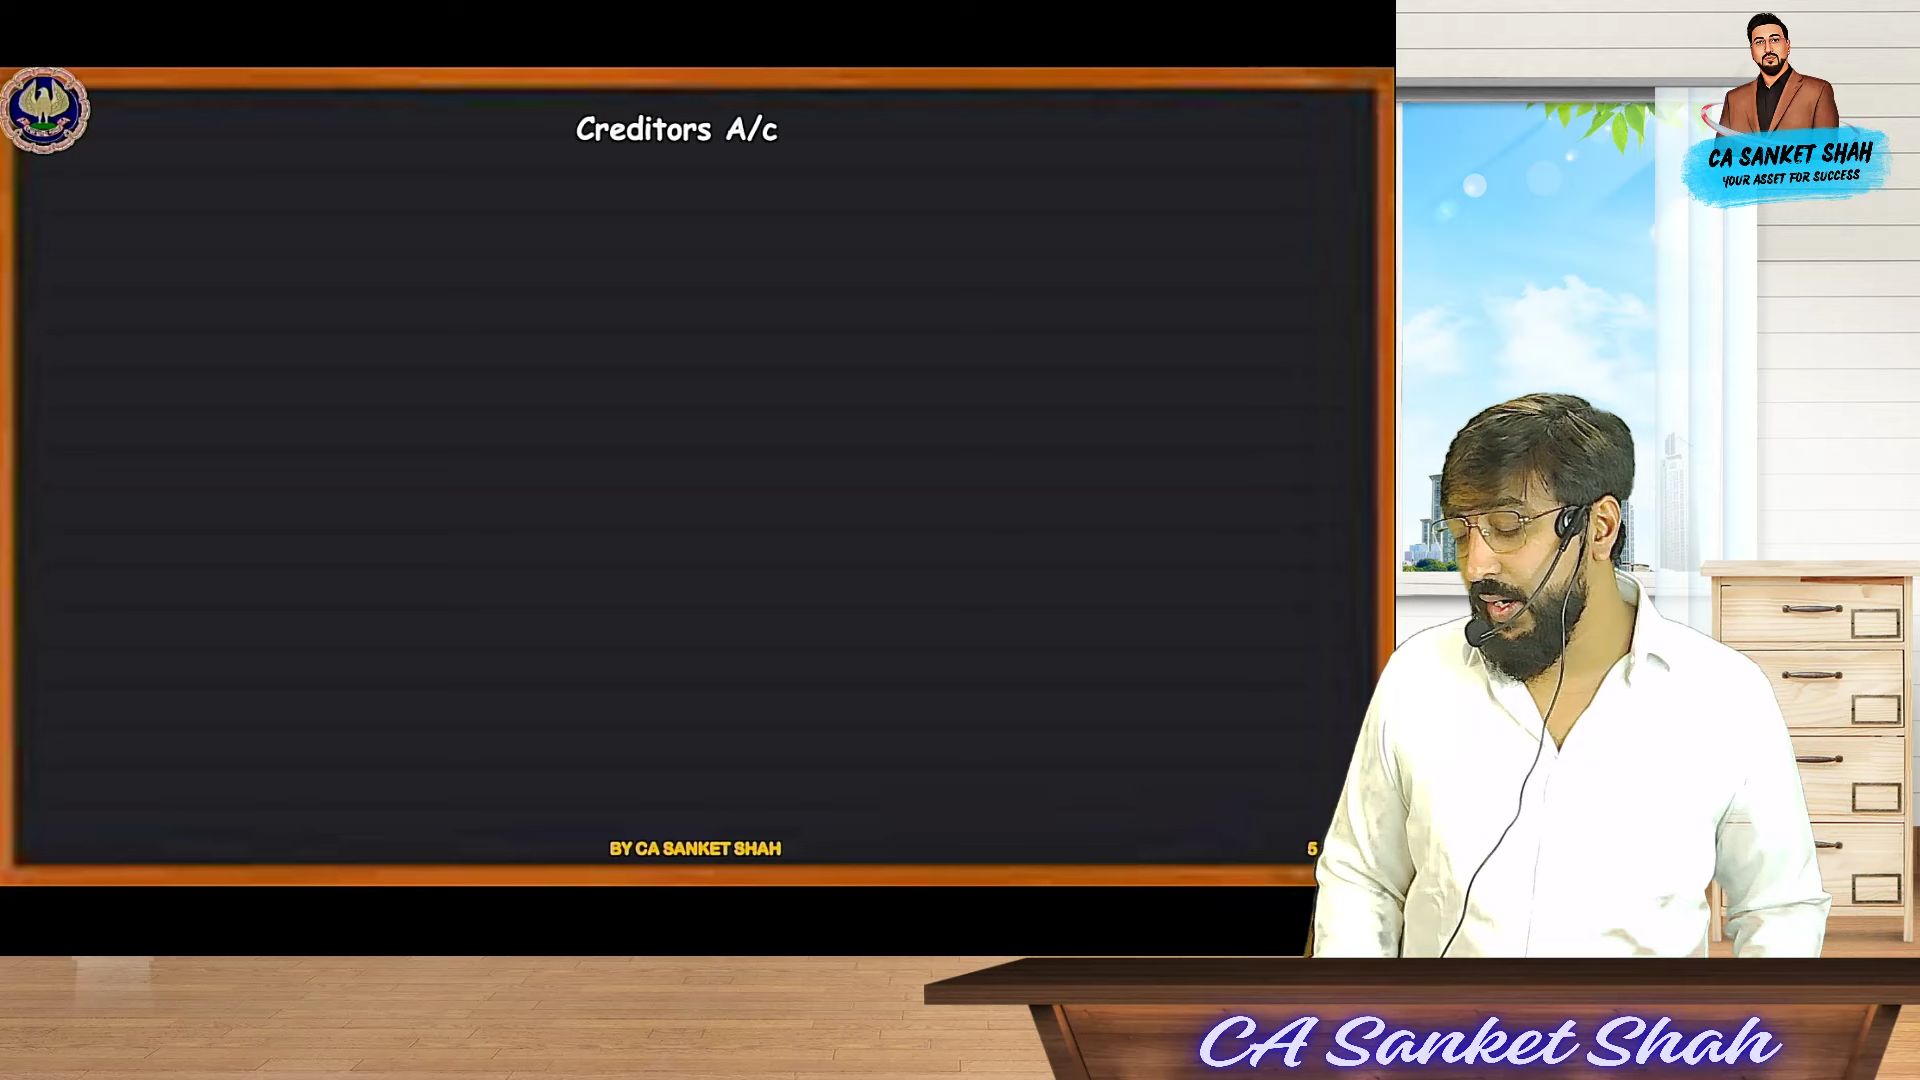 Creditors A/c
CA SANKET SHAH
YOUR ASSET FOR SUCCESS
BY CA SANKET SHAH
5
CA Sanket Shah